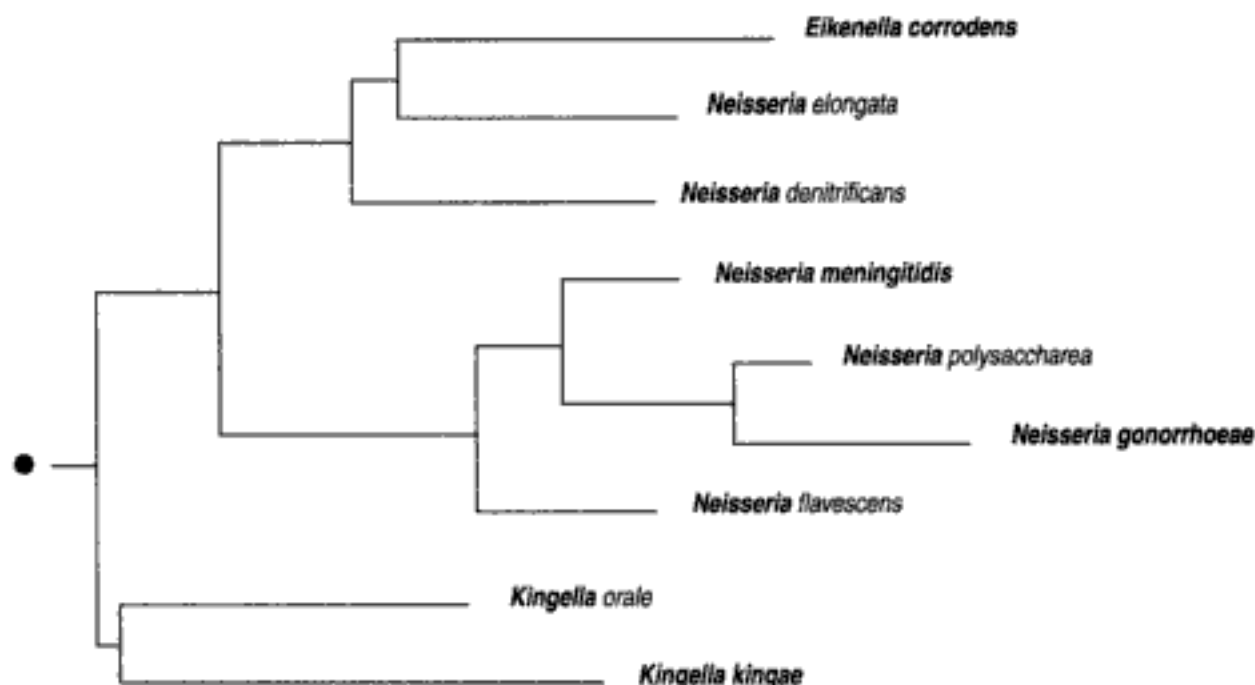 Eikenella corrodens
Neisseria elongata
Neisseria denitrificans
Neisseria meningitidis
Neisseria polysaccharea
Neisseria gonorrhoeae
Neisseria flavescens
Kingella orale
Kingella kingae